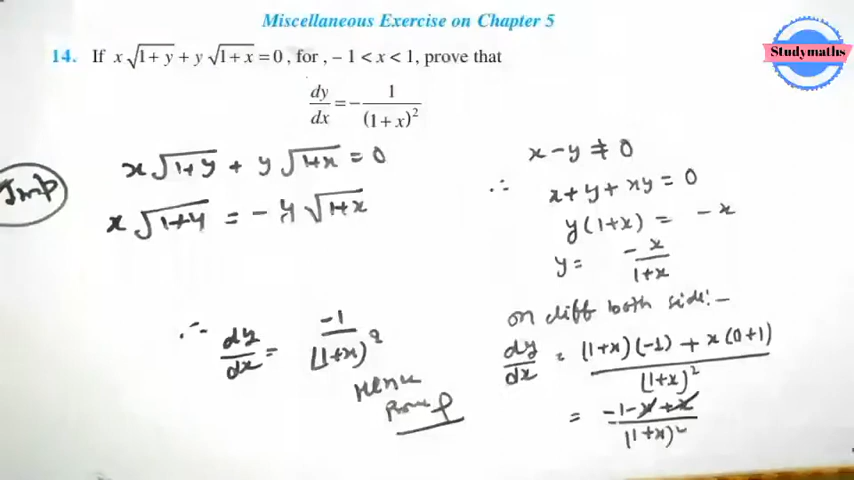 Miscellaneous Exercise on Chapter 5
Studymaths
14. If x√(1+y) + y√(1+x) = 0, for, – 1 < x < 1, prove that
dy/dx = – 1/(1+x)²
Imp
x√(1+y) + y√(1+x) = 0
x√(1+y) = – y√(1+x)
∴ dy/dx = -1/(1+x)²
Hence
Proved
x – y ≠ 0
∴ x + y + xy = 0
y(1+x) = – x
y = – x/(1+x)
on diff both side:–
dy/dx = ((1+x)(-1) + x(0+1))/(1+x)²
= (-1 - x + x)/(1+x)²